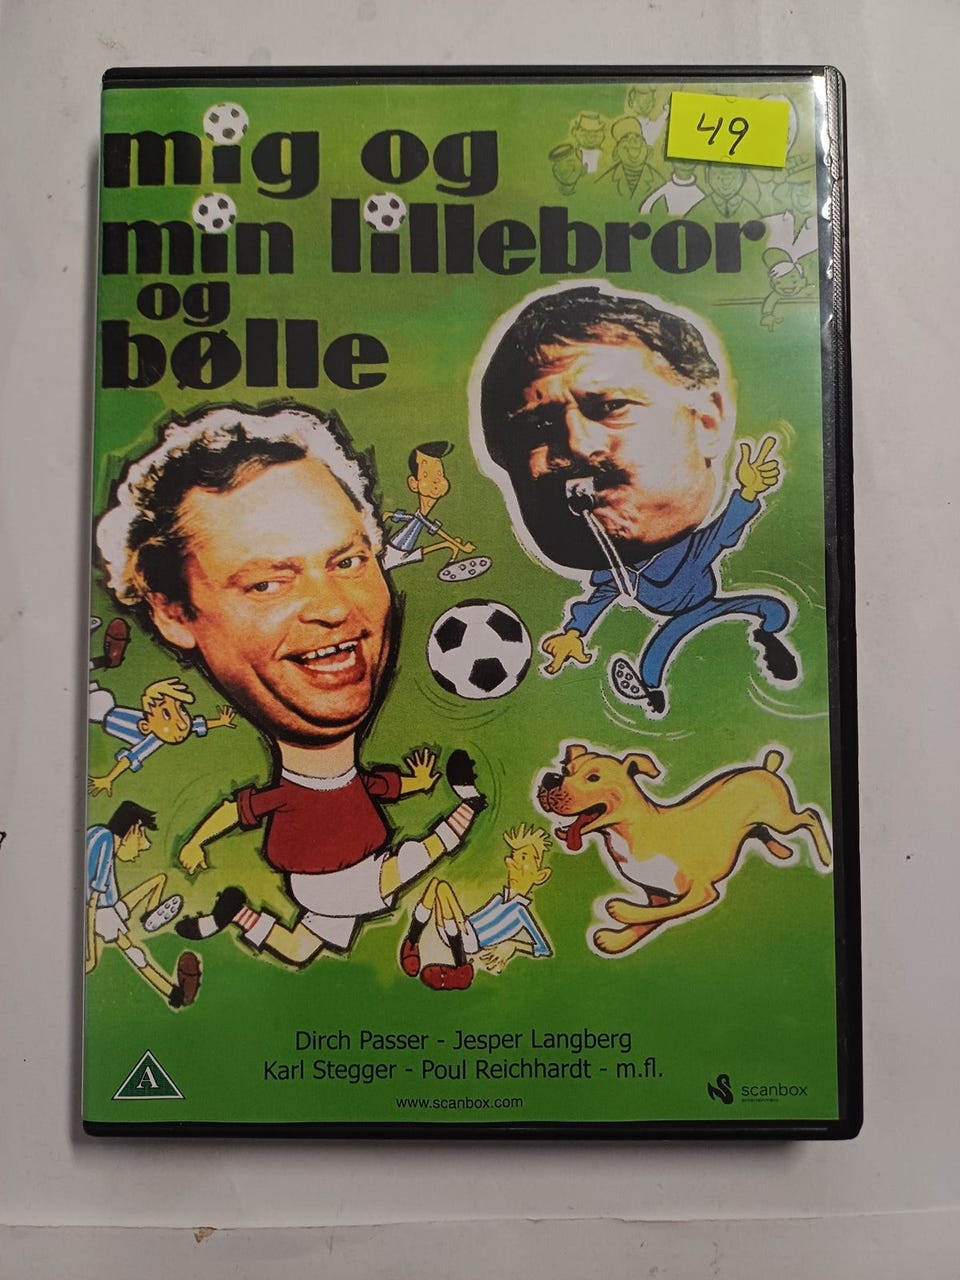 49
mig og
min lillebror
og
bølle
Dirch Passer - Jesper Langberg
Karl Stegger - Poul Reichhardt - m.fl.
A
www.scanbox.com
scanbox
entertainment